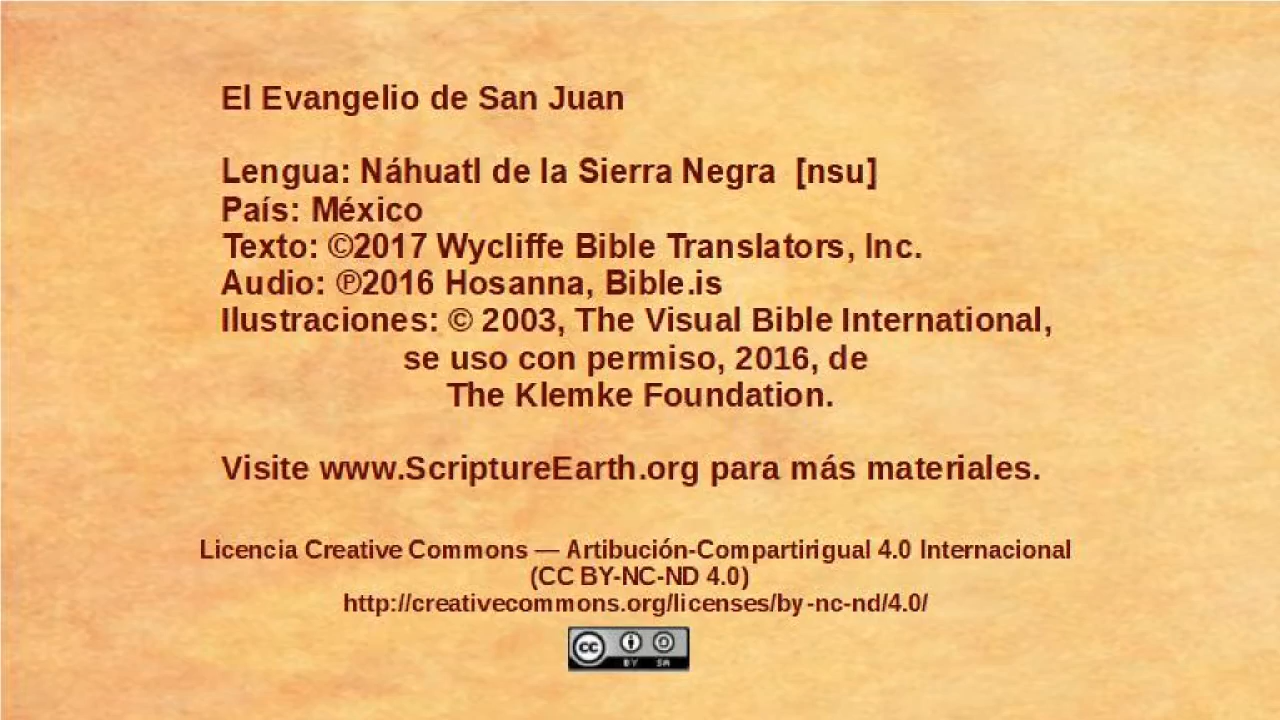 El Evangelio de San Juan
Lengua: Náhuatl de la Sierra Negra [nsu]
País: México
Texto: ©2017 Wycliffe Bible Translators, Inc.
Audio: ℗2016 Hosanna, Bible.is
Ilustraciones: © 2003, The Visual Bible International,
se uso con permiso, 2016, de
The Klemke Foundation.
Visite www.ScriptureEarth.org para más materiales.
Licencia Creative Commons — Artibución-Compartirigual 4.0 Internacional
(CC BY-NC-ND 4.0)
http://creativecommons.org/licenses/by-nc-nd/4.0/
cc BY SA